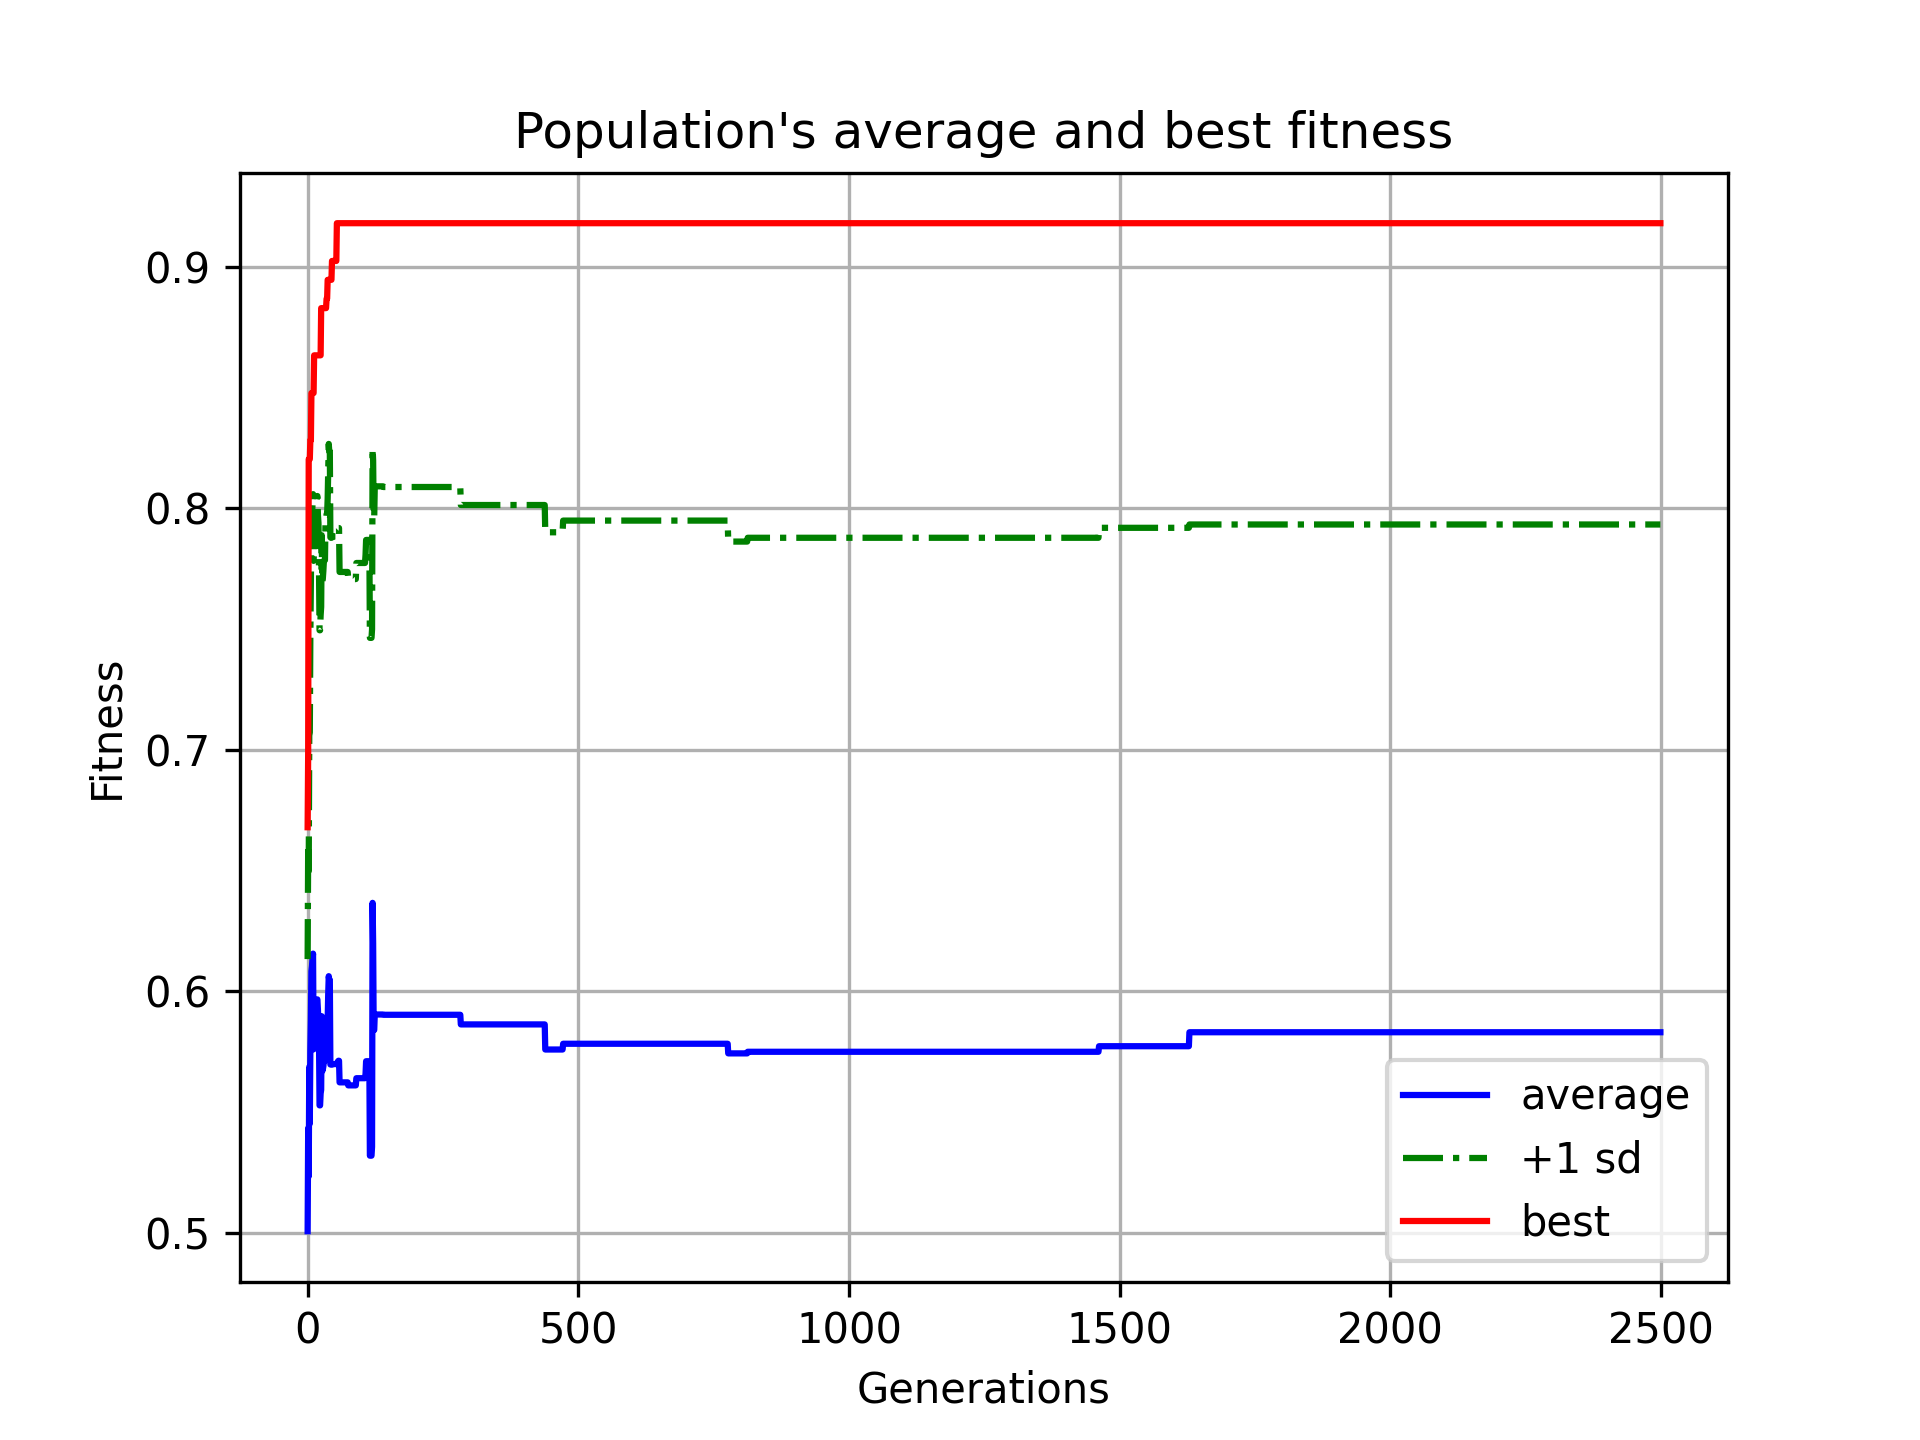 Population's average and best fitness
Fitness
0.9
0.8
0.7
0.6
0.5
0 500 1000 1500 2000 2500
Generations
average
+1 sd
best